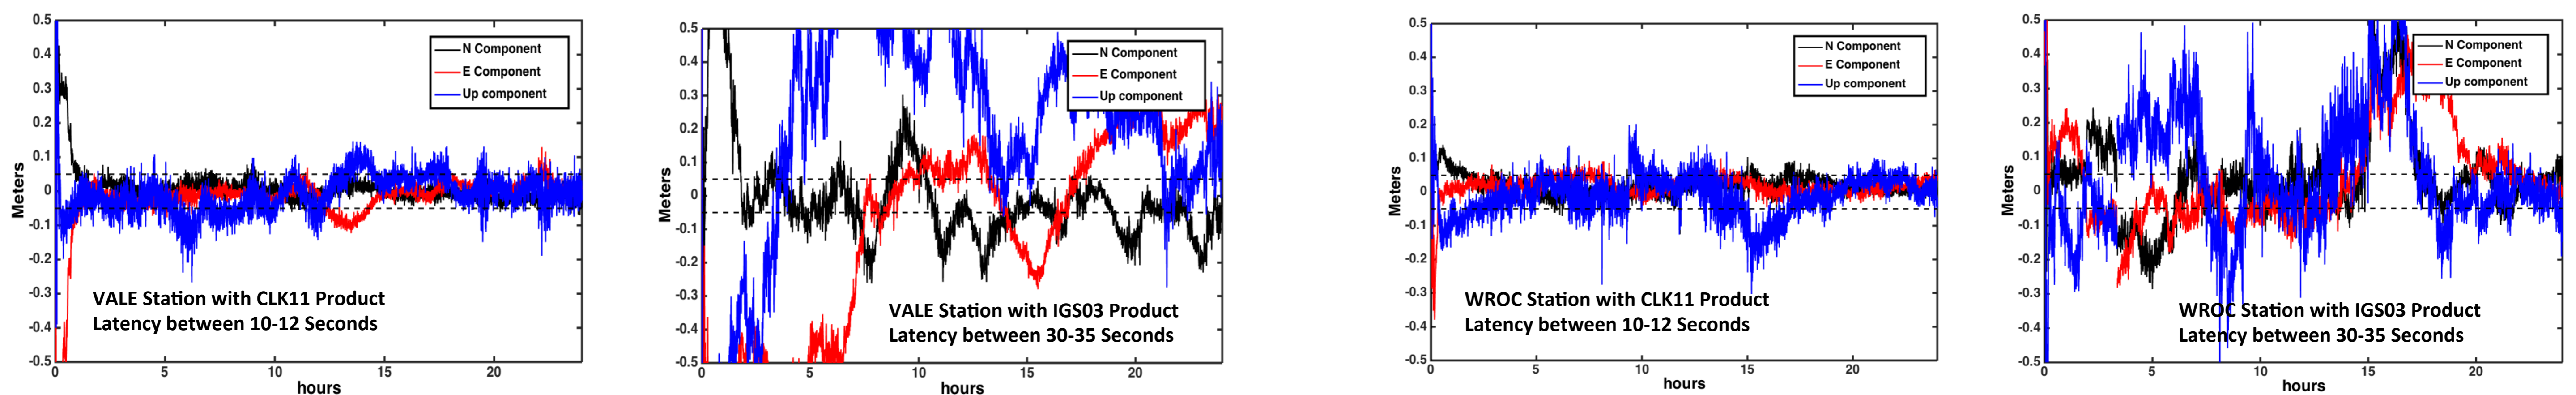 0.5
0.4
0.3
0.2
0.1
0
-0.1
-0.2
-0.3
-0.4
-0.5
Meters
N Component
E Component
Up component
VALE Station with CLK11 Product
Latency between 10-12 Seconds
0 5 10 15 20
hours
0.5
0.4
0.3
0.2
0.1
0
-0.1
-0.2
-0.3
-0.4
-0.5
Meters
N Component
E Component
Up component
VALE Station with IGS03 Product
Latency between 30-35 Seconds
0 5 10 15 20
hours
0.5
0.4
0.3
0.2
0.1
0
-0.1
-0.2
-0.3
-0.4
-0.5
Meters
N Component
E Component
Up component
WROC Station with CLK11 Product
Latency between 10-12 Seconds
0 5 10 15 20
hours
0.5
0.4
0.3
0.2
0.1
0
-0.1
-0.2
-0.3
-0.4
-0.5
Meters
N Component
E Component
Up component
WROC Station with IGS03 Product
Latency between 30-35 Seconds
0 5 10 15 20
hours